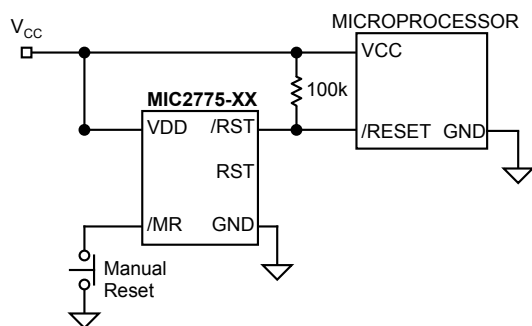 MICROPROCESSOR
VCC
VCC
100k
MIC2775-XX
VDD
/RST
/RESET
GND
RST
/MR
GND
Manual
Reset